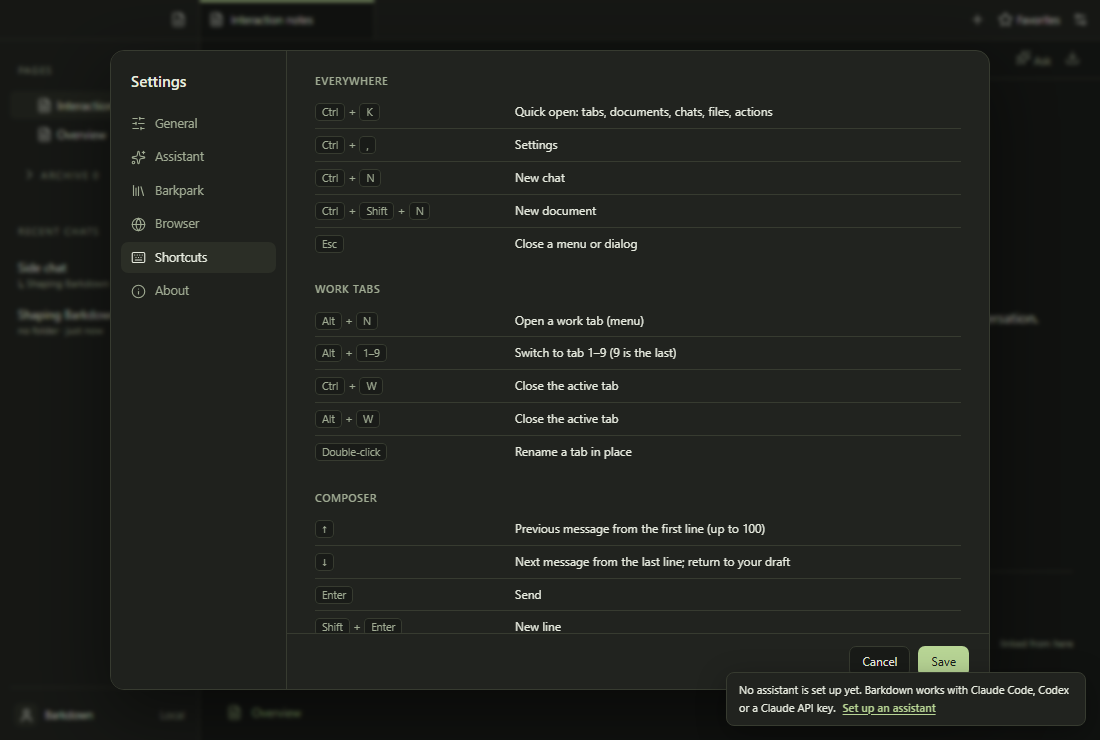 Interaction notes
Favorites
Ask
PAGES
Settings
General
Assistant
Barkpark
Browser
Shortcuts
About
EVERYWHERE
Ctrl + K Quick open: tabs, documents, chats, files, actions
Ctrl + , Settings
Ctrl + N New chat
Ctrl + Shift + N New document
Esc Close a menu or dialog
WORK TABS
Alt + N Open a work tab (menu)
Alt + 1–9 Switch to tab 1–9 (9 is the last)
Ctrl + W Close the active tab
Alt + W Close the active tab
Double-click Rename a tab in place
COMPOSER
↑ Previous message from the first line (up to 100)
↓ Next message from the last line; return to your draft
Enter Send
Shift + Enter New line
Cancel Save
Overview
RECENT CHATS
Side chat
Barkdown
Local
Overview
No assistant is set up yet. Barkdown works with Claude Code, Codex
or a Claude API key. Set up an assistant